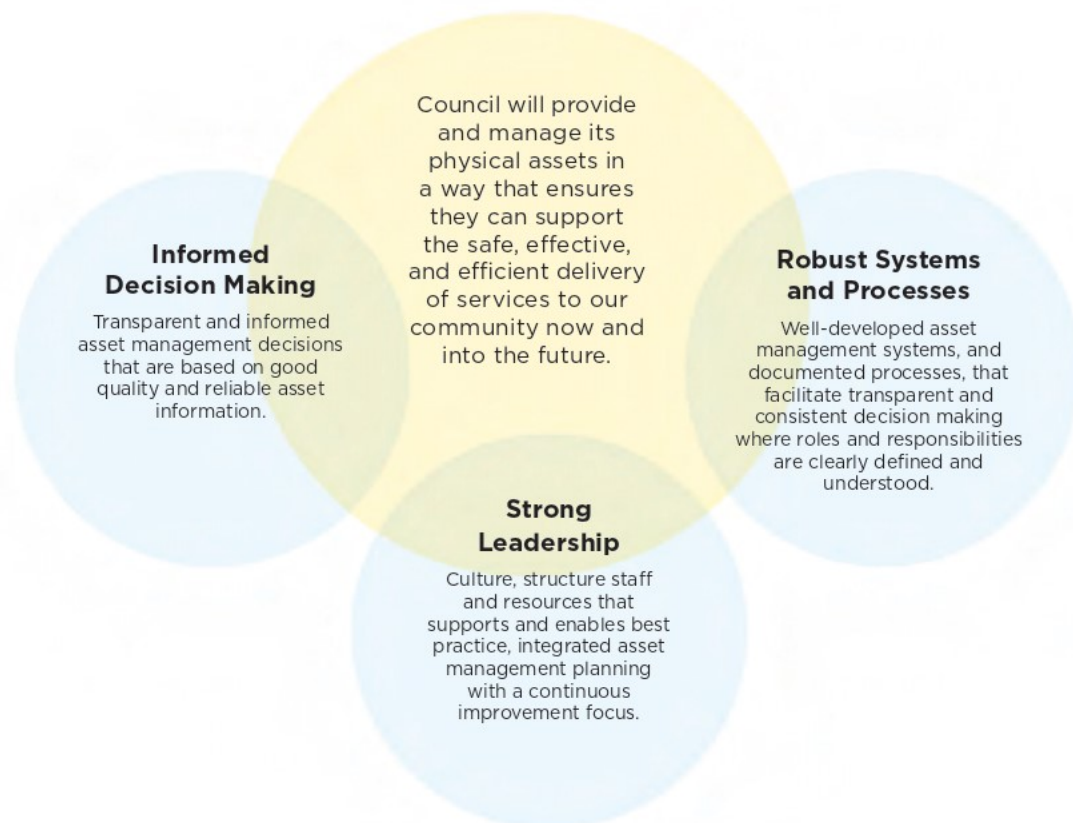 Council will provide
and manage its
physical assets in
a way that ensures
they can support
the safe, effective,
and efficient delivery
of services to our
community now and
into the future.
Informed
Decision Making
Transparent and informed
asset management decisions
that are based on good
quality and reliable asset
information.
Robust Systems
and Processes
Well-developed asset
management systems, and
documented processes, that
facilitate transparent and
consistent decision making
where roles and responsibilities
are clearly defined and
understood.
Strong
Leadership
Culture, structure staff
and resources that
supports and enables best
practice, integrated asset
management planning
with a continuous
improvement focus.